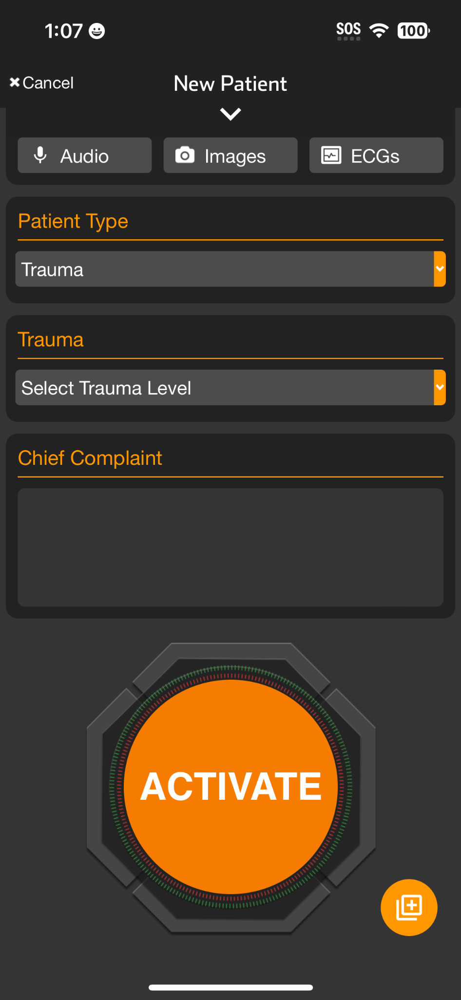 1:07
SOS
100
Cancel
New Patient
Audio
Images
ECGs
Patient Type
Trauma
Trauma
Select Trauma Level
Chief Complaint
ACTIVATE